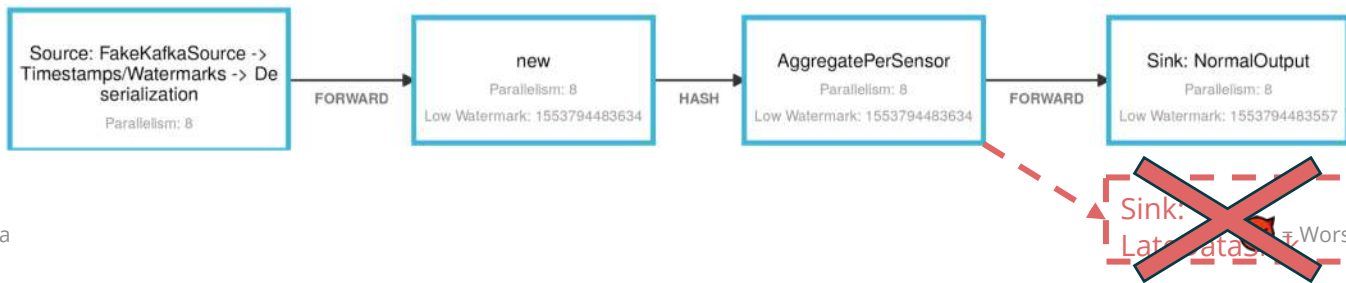 Source: FakeKafkaSource ->
Timestamps/Watermarks -> De
serialization
Parallelism: 8
FORWARD
new
Parallelism: 8
Low Watermark: 1553794483634
HASH
AggregatePerSensor
Parallelism: 8
Low Watermark: 1553794483634
FORWARD
Sink: NormalOutput
Parallelism: 8
Low Watermark: 1553794483557
Sink:
a